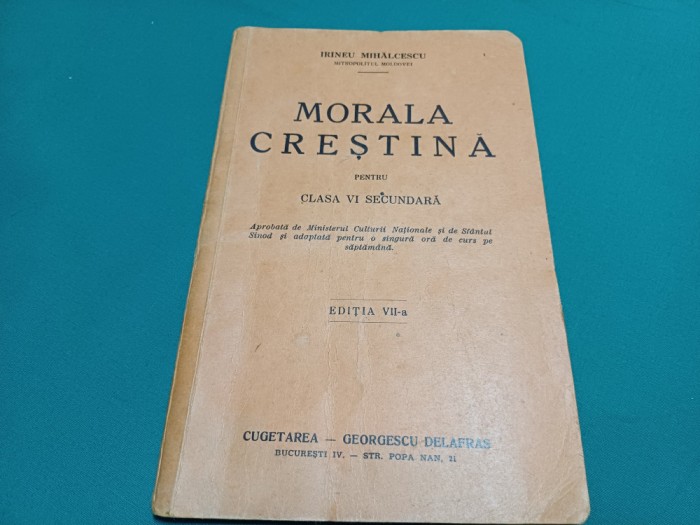 IRINEU MIHĂLCESCU
MITROPOLITUL MOLDOVEI
MORALA
CREȘTINĂ
PENTRU
CLASA VI SECUNDARĂ
Aprobată de Ministerul Culturii Naționale și de Sfântul
Sinod și adaptată pentru o singură oră de curs pe
săptămână.
EDIȚIA VII-a
CUGETAREA — GEORGESCU DELAFRAS
BUCUREȘTI IV. — STR. POPA NAN, 21